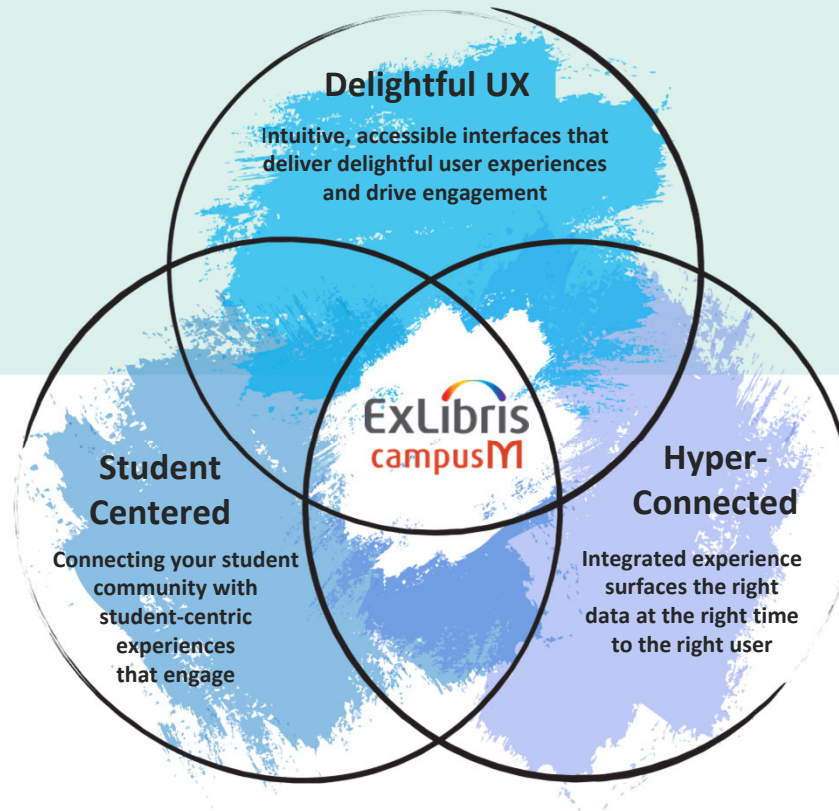 Delightful UX
Intuitive, accessible interfaces that
deliver delightful user experiences
and drive engagement
ExLibris
campusM
Student
Centered
Connecting your student
community with
student-centric
experiences
that engage
Hyper-
Connected
Integrated experience
surfaces the right
data at the right time
to the right user